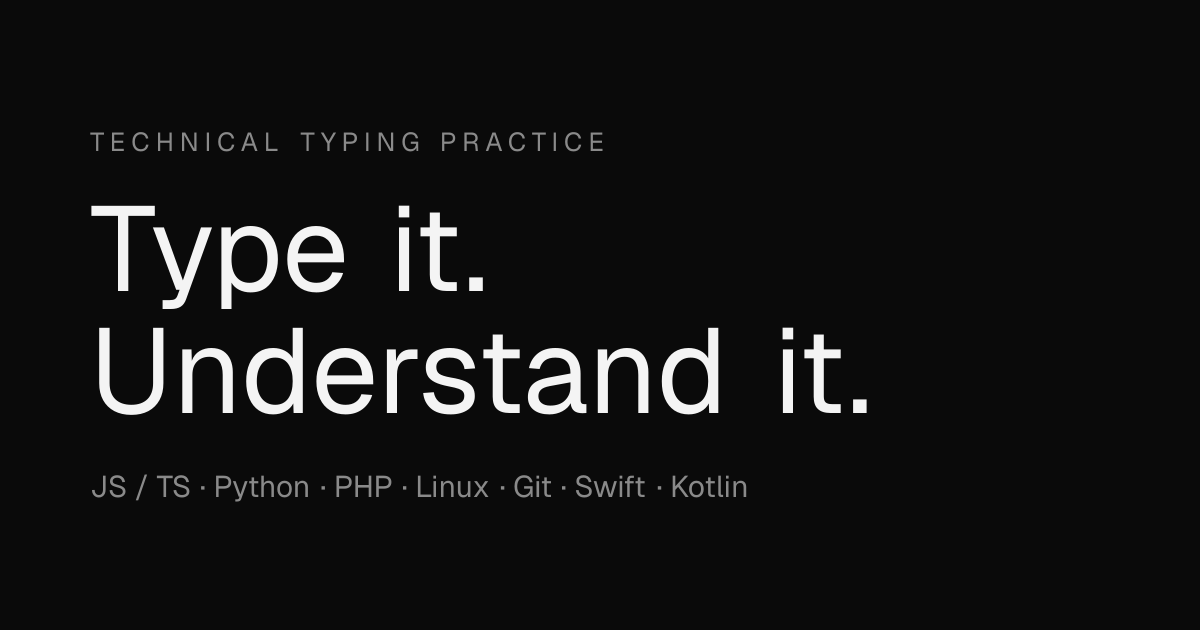 TECHNICAL TYPING PRACTICE
Type it.
Understand it.
JS / TS · Python · PHP · Linux · Git · Swift · Kotlin